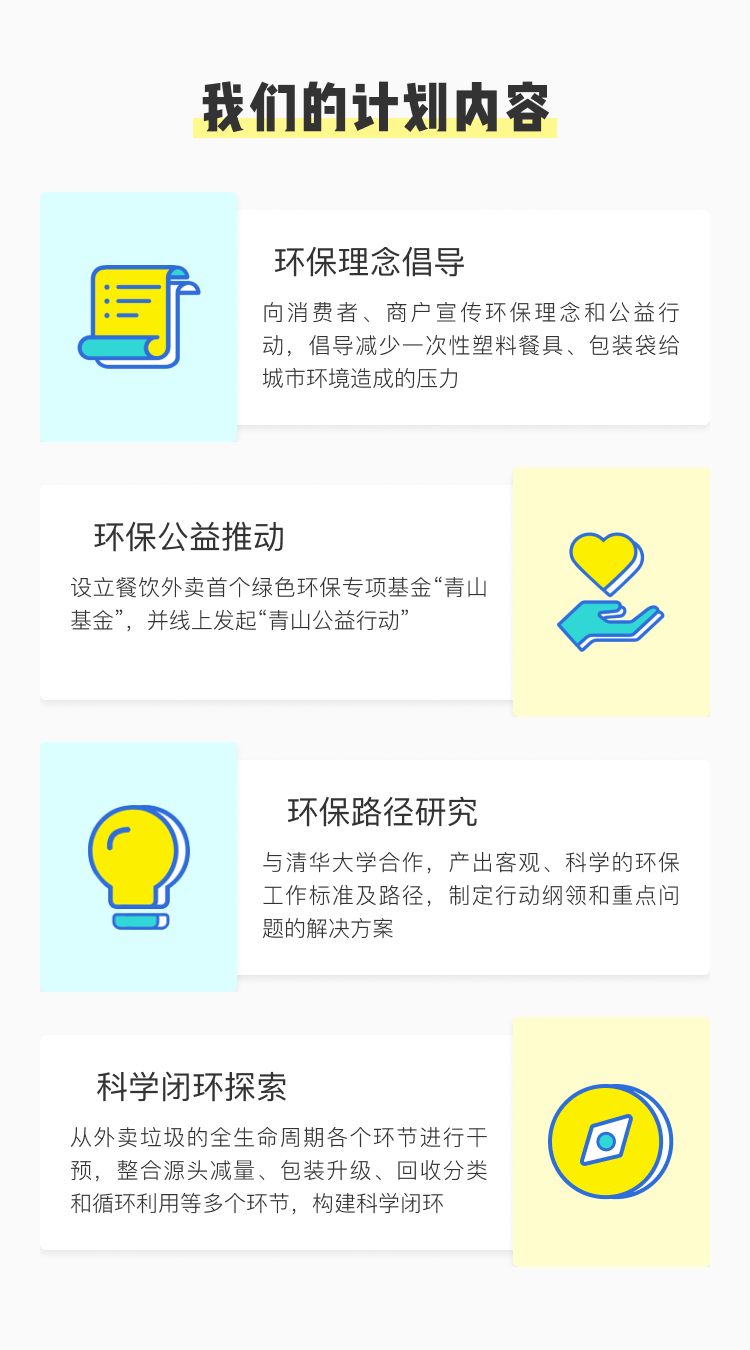 我们的计划内容
环保理念倡导
向消费者、商户宣传环保理念和公益行
动，倡导减少一次性塑料餐具、包装袋给
城市环境造成的压力
环保公益推动
设立餐饮外卖首个绿色环保专项基金“青山
基金”，并线上发起“青山公益行动”
环保路径研究
与清华大学合作，产出客观、科学的环保
工作标准及路径，制定行动纲领和重点问
题的解决方案
科学闭环探索
从外卖垃圾的全生命周期各个环节进行干
预，整合源头减量、包装升级、回收分类
和循环利用等多个环节，构建科学闭环